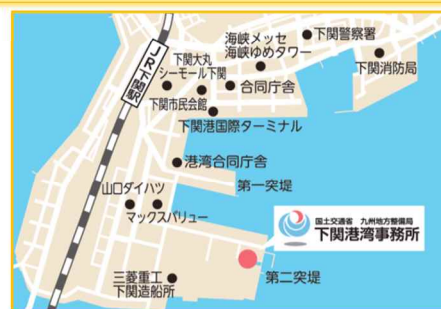 海峡メッセ
海峡ゆめタワー
下関警察署
下関消防局
JR下関駅
下関大丸
シーモール下関
合同庁舎
下関市民会館
下関港国際ターミナル
港湾合同庁舎
第一突堤
山口ダイハツ
マックスバリュー
国土交通省 九州地方整備局
下関港湾事務所
三菱重工
下関造船所
第二突堤